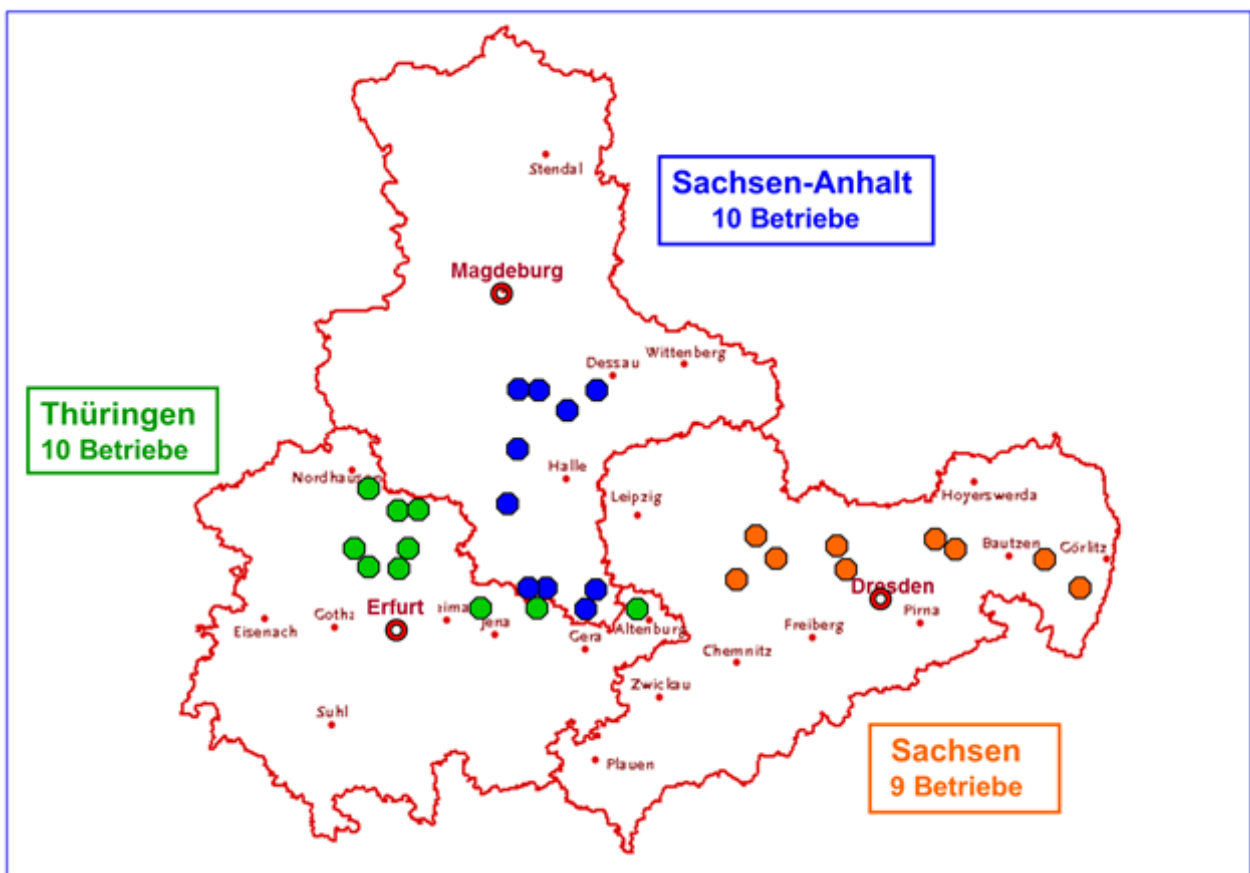 Stendal
Sachsen-Anhalt
10 Betriebe
Magdeburg
Dessau
Wittenberg
Thüringen
10 Betriebe
Nordhausen
Halle
Leipzig
Hoyerswerda
Bautzen
Görlitz
Dresden
Pirna
Eisenach
Gotha
Erfurt
eima
Jena
Gera
Altenburg
Freiberg
Chemnitz
Zwickau
Suhl
Plauen
Sachsen
9 Betriebe